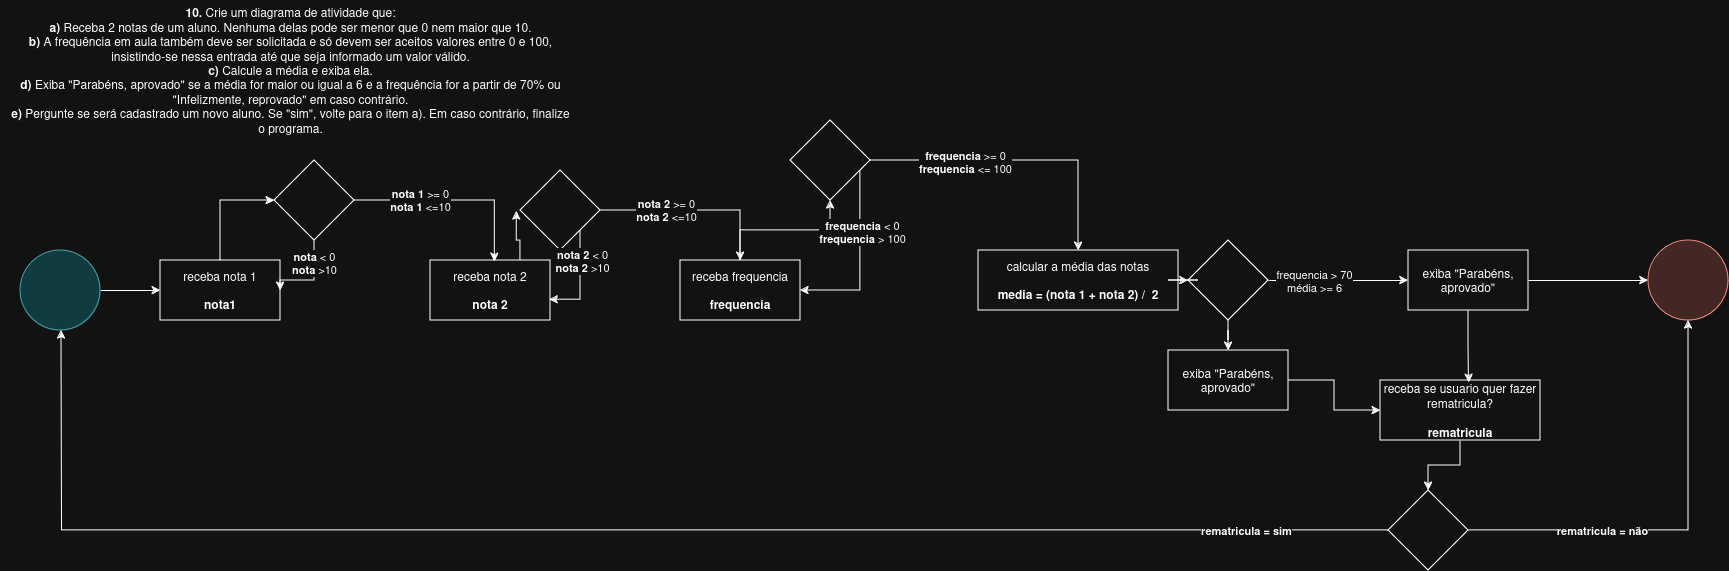 10. Crie um diagrama de atividade que:
a) Receba 2 notas de um aluno. Nenhuma delas pode ser menor que 0 nem maior que 10.
b) A frequência em aula também deve ser solicitada e só devem ser aceitos valores entre 0 e 100,
insistindo-se nessa entrada até que seja informado um valor válido.
c) Calcule a média e exiba ela.
d) Exiba "Parabéns, aprovado" se a média for maior ou igual a 6 e a frequência for a partir de 70% ou
"Infelizmente, reprovado" em caso contrário.
e) Pergunte se será cadastrado um novo aluno. Se "sim", volte para o item a). Em caso contrário, finalize
o programa.
receba nota 1
nota1
nota < 0
nota >10
nota 1 >= 0
nota 1 <=10
receba nota 2
nota 2
nota 2 < 0
nota 2 >10
nota 2 >= 0
nota 2 <=10
receba frequencia
frequencia
frequencia < 0
frequencia > 100
frequencia >= 0
frequencia <= 100
calcular a média das notas
media = (nota 1 + nota 2) / 2
frequencia > 70
média >= 6
exiba "Parabéns,
aprovado"
exiba "Parabéns,
aprovado"
receba se usuario quer fazer
rematricula?
rematricula
rematricula = sim
rematricula = não